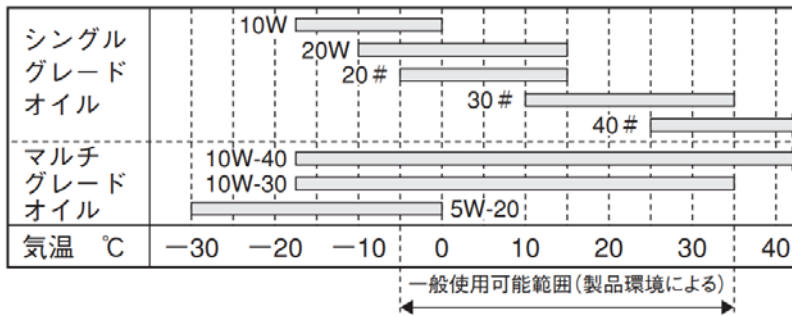 シングル
グレード
オイル
10W
20W
20#
30#
40#
マルチ
グレード
オイル
10W-40
10W-30
5W-20
気温 ℃ －30 －20 －10 0 10 20 30 40
一般使用可能範囲(製品環境による)